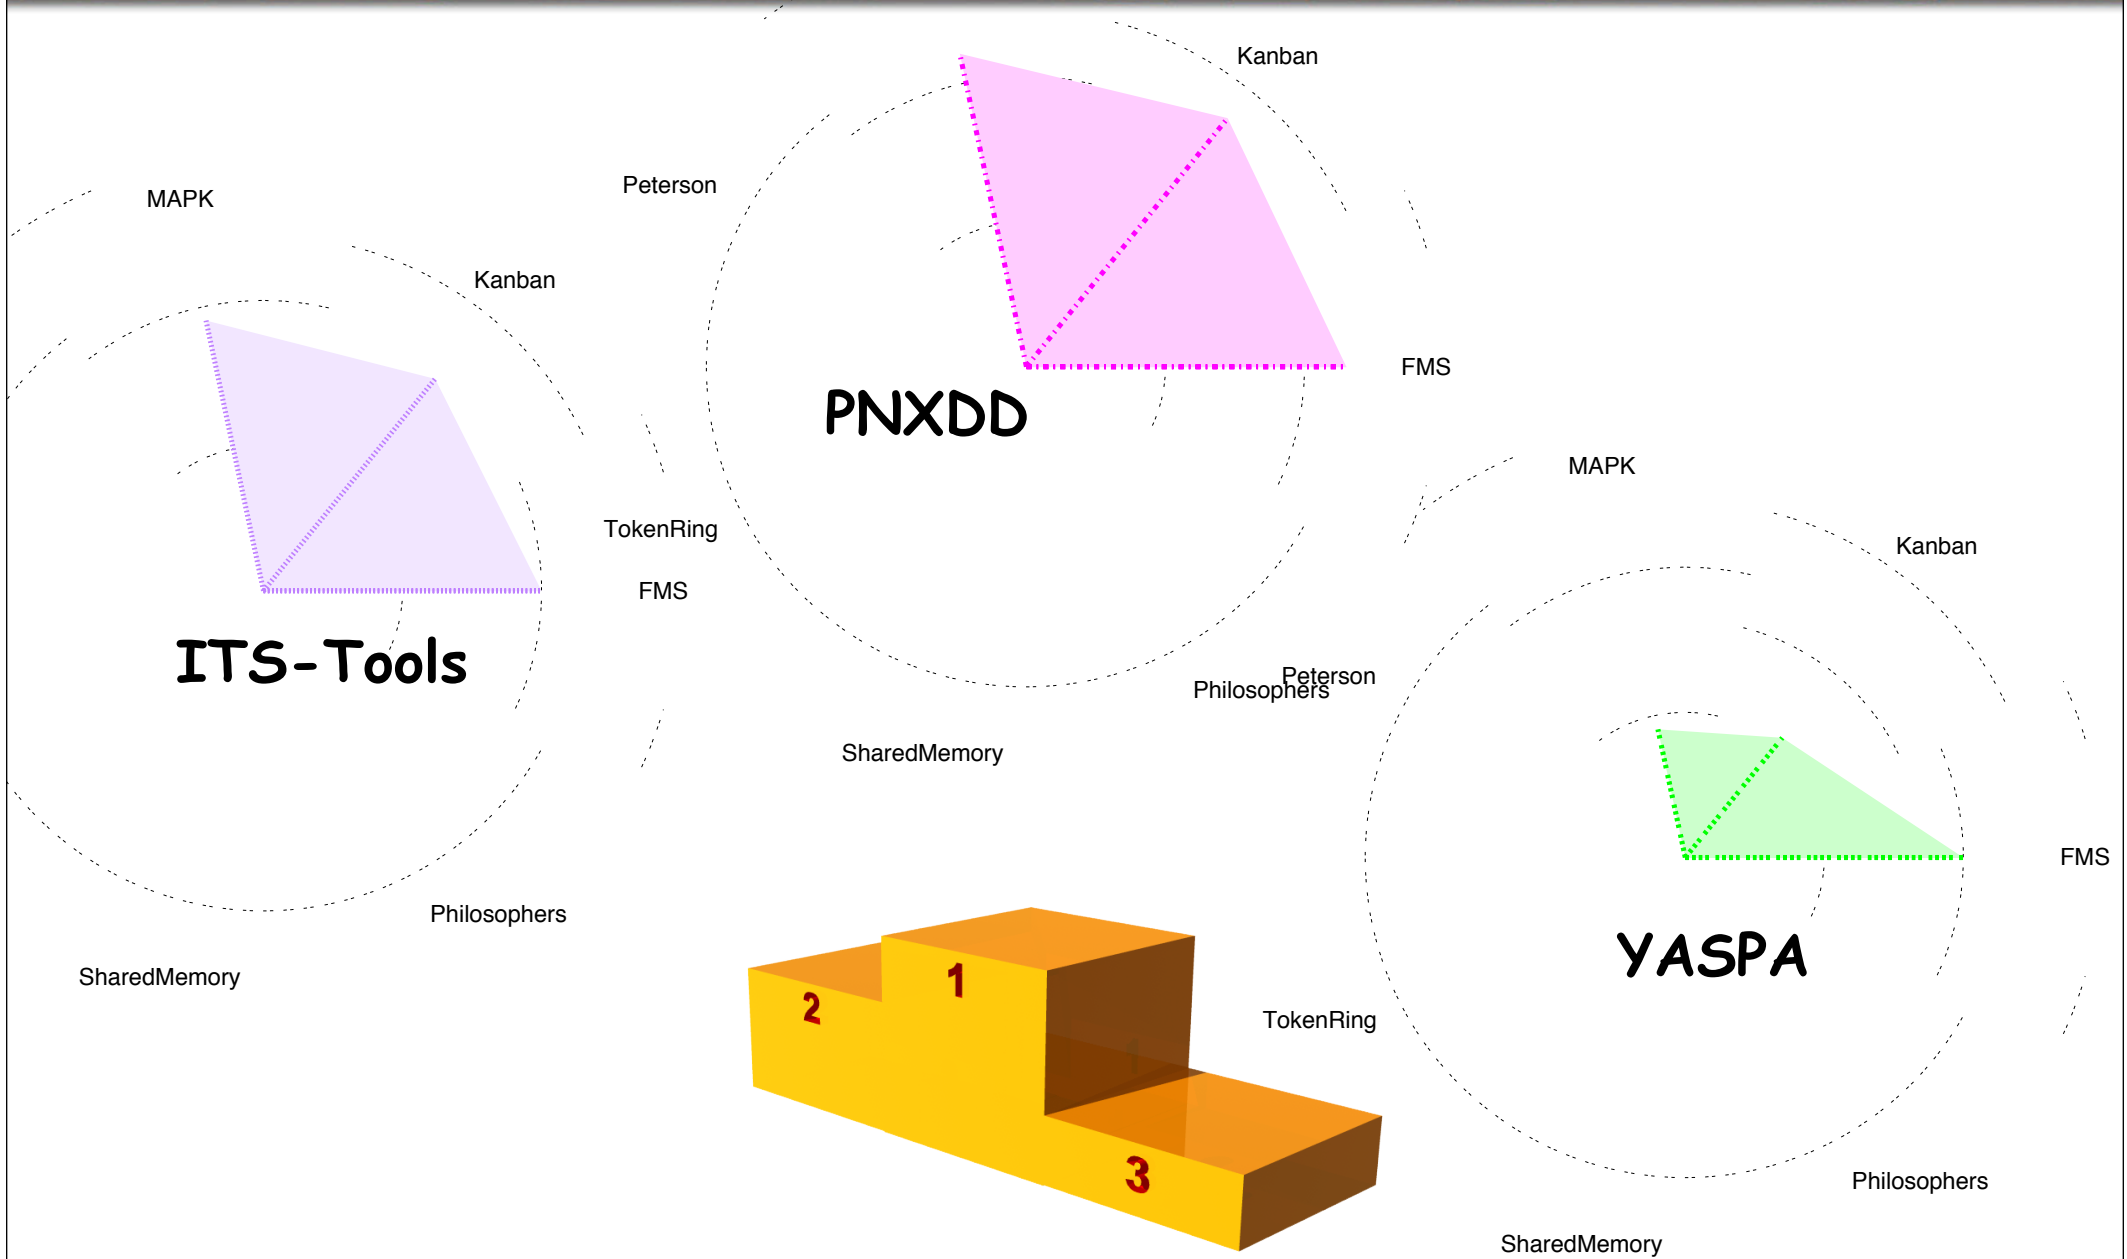 Kanban
Peterson
MAPK
Kanban
FMS
PNXDD
MAPK
TokenRing
Kanban
FMS
ITS-Tools
Peterson
Philosophers
SharedMemory
FMS
Philosophers
YASPA
SharedMemory
1
2
TokenRing
1
3
Philosophers
SharedMemory